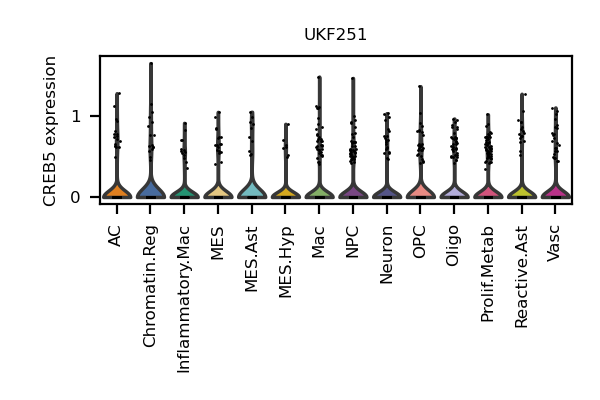 UKF251
CREB5 expression
1
0
AC
Chromatin.Reg
Inflammatory.Mac
MES
MES.Ast
MES.Hyp
Mac
NPC
Neuron
OPC
Oligo
Prolif.Metab
Reactive.Ast
Vasc